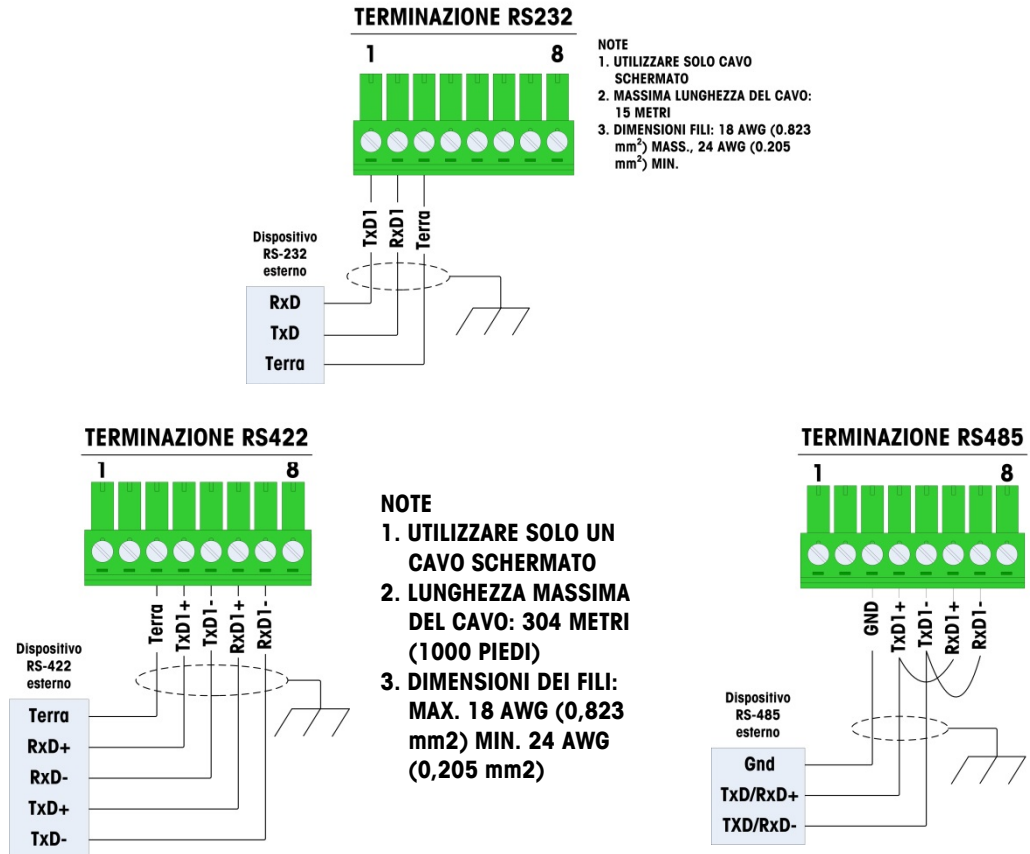 TERMINAZIONE RS232
1 8
NOTE
1. UTILIZZARE SOLO CAVO
SCHERMATO
2. MASSIMA LUNGHEZZA DEL CAVO:
15 METRI
3. DIMENSIONI FILI: 18 AWG (0.823
mm²) MASS., 24 AWG (0.205
mm²) MIN.
TxD1
RxD1
Terra
Dispositivo
RS-232
esterno
RxD
TxD
Terra
TERMINAZIONE RS422
1 8
Terra
TxD1+
TxD1-
RxD1+
RxD1-
Dispositivo
RS-422
esterno
Terra
RxD+
RxD-
TxD+
TxD-
NOTE
1. UTILIZZARE SOLO UN
CAVO SCHERMATO
2. LUNGHEZZA MASSIMA
DEL CAVO: 304 METRI
(1000 PIEDI)
3. DIMENSIONI DEI FILI:
MAX. 18 AWG (0,823
mm2) MIN. 24 AWG
(0,205 mm2)
TERMINAZIONE RS485
1 8
GND
TxD1+
TxD1-
RxD1+
RxD1-
Dispositivo
RS-485
esterno
Gnd
TxD/RxD+
TXD/RxD-